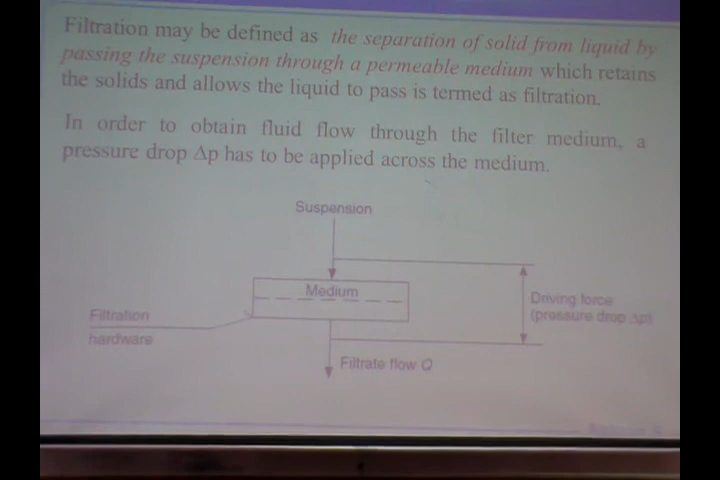 Filtration may be defined as the separation of solid from liquid by
passing the suspension through a permeable medium which retains
the solids and allows the liquid to pass is termed as filtration.
In order to obtain fluid flow through the filter medium, a
pressure drop Δp has to be applied across the medium.
Suspension
Medium
Driving force
(pressure drop Δp)
Filtration
hardware
Filtrate flow Q